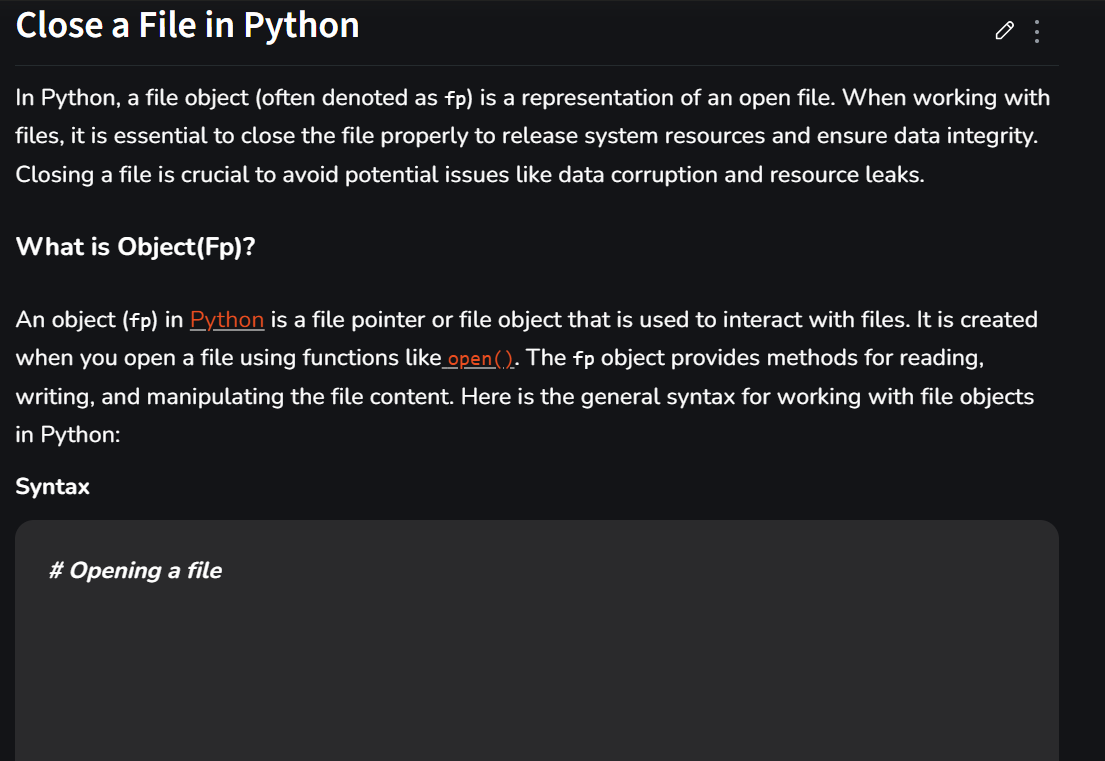 Close a File in Python
In Python, a file object (often denoted as fp) is a representation of an open file. When working with
files, it is essential to close the file properly to release system resources and ensure data integrity.
Closing a file is crucial to avoid potential issues like data corruption and resource leaks.
What is Object(Fp)?
An object (fp) in Python is a file pointer or file object that is used to interact with files. It is created
when you open a file using functions like open(). The fp object provides methods for reading,
writing, and manipulating the file content. Here is the general syntax for working with file objects
in Python:
Syntax
# Opening a file